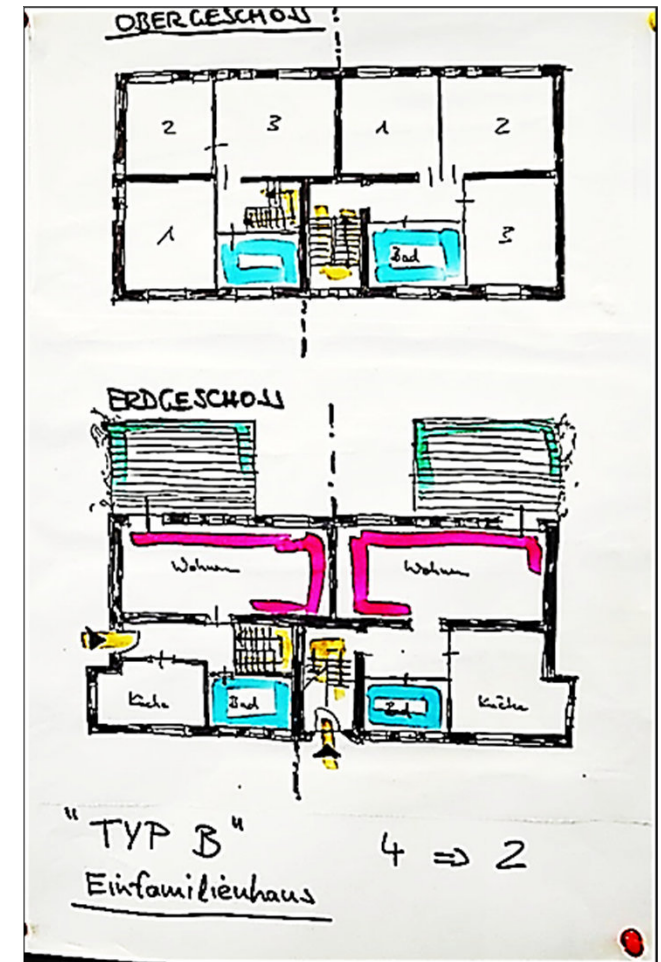 OBERGESCHOSS
2 3 1 2
1 Bad 3
ERDGESCHOSS
Wohnen Wohnen
Küche Bad Bad Küche
"TYP B" 4 ⇒ 2
Einfamilienhaus